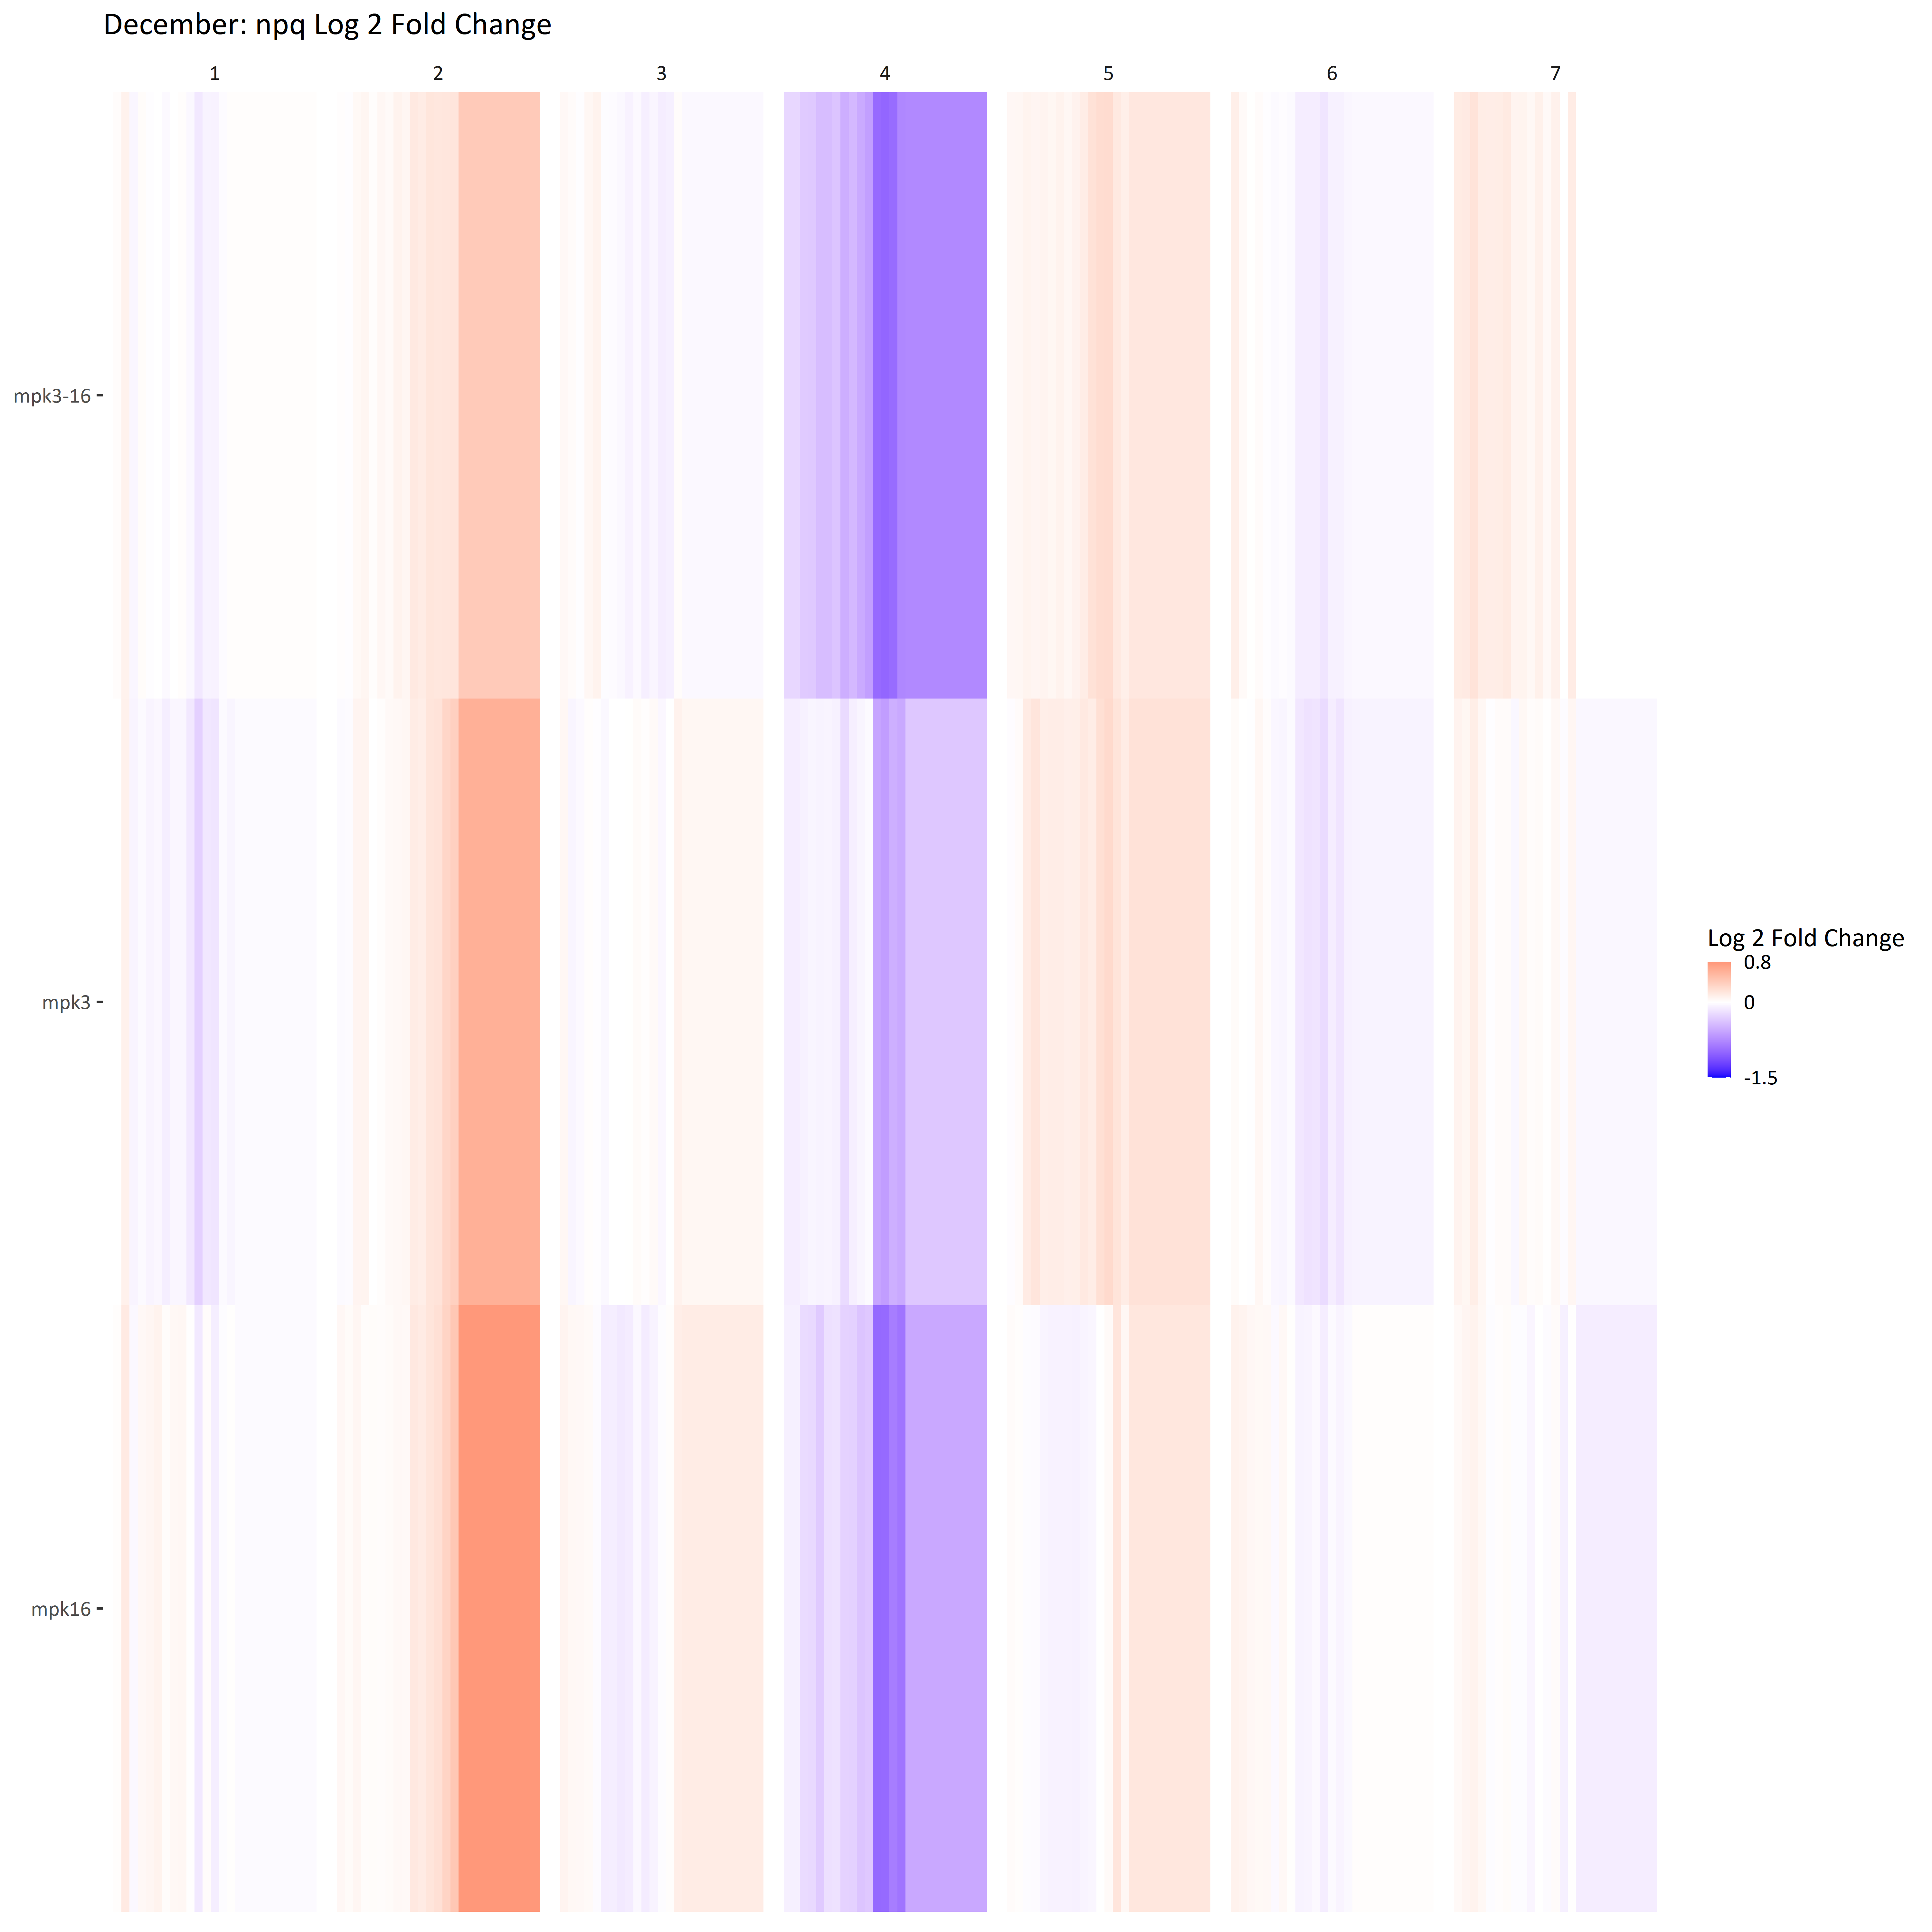 December: npq Log 2 Fold Change
1 2 3 4 5 6 7
mpk3-16
mpk3
mpk16
Log 2 Fold Change
0.8
0
-1.5